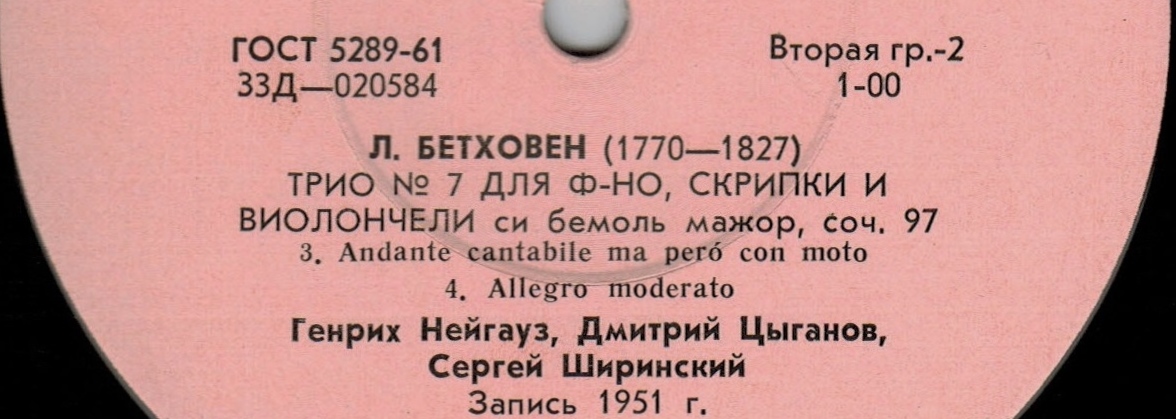 ГОСТ 5289-61
33Д—020584
Вторая гр.-2
1-00
Л. БЕТХОВЕН (1770—1827)
ТРИО № 7 ДЛЯ Ф-НО, СКРИПКИ И
ВИОЛОНЧЕЛИ си бемоль мажор, соч. 97
3. Andante cantabile ma peró con moto
4. Allegro moderato
Генрих Нейгауз, Дмитрий Цыганов,
Сергей Ширинский
Запись 1951 г.